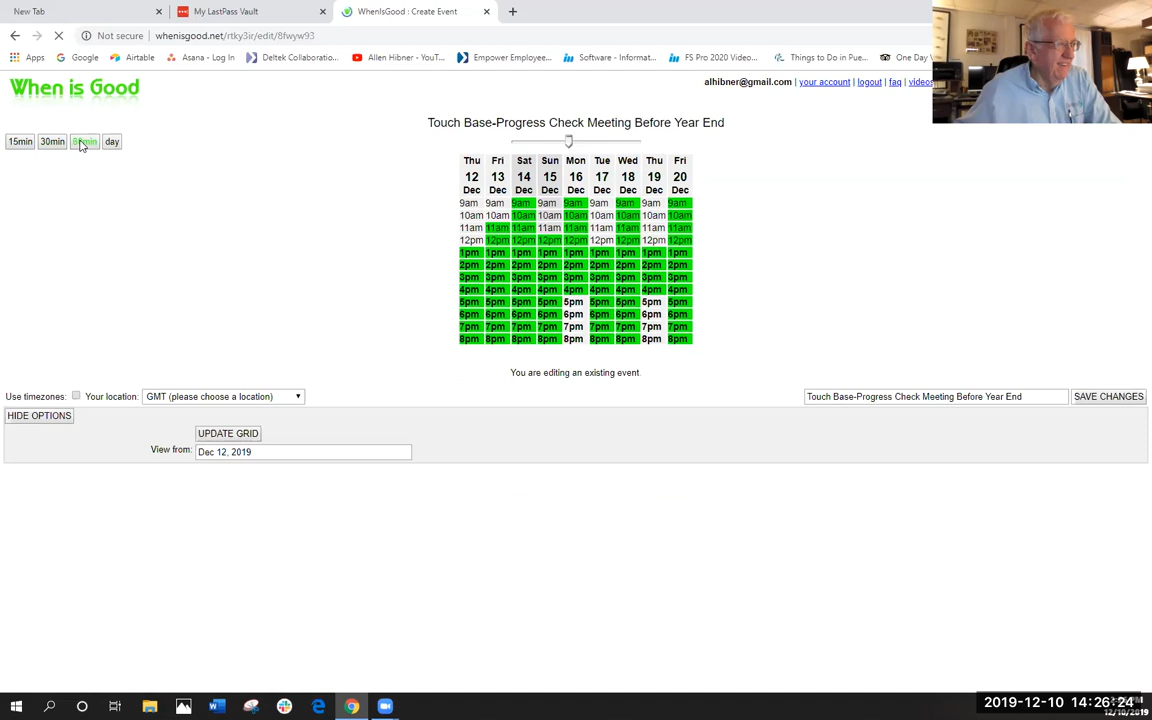 New Tab
My LastPass Vault
WhenIsGood : Create Event
Not secure
whenisgood.net/rtky3ir/edit/8fwyw93
Apps
Google
Airtable
Asana - Log In
Deltek Collaboratio...
Allen Hibner - YouT...
Empower Employee...
Software - Informat...
FS Pro 2020 Video...
Things to Do in Pue...
One Day
When is Good
alhibner@gmail.com | your account | logout | faq | videos
Touch Base-Progress Check Meeting Before Year End
15min 30min 60min day
Thu Fri Sat Sun Mon Tue Wed Thu Fri
12 13 14 15 16 17 18 19 20
Dec Dec Dec Dec Dec Dec Dec Dec Dec
9am 9am 9am 9am 9am 9am 9am 9am 9am
10am 10am 10am 10am 10am 10am 10am 10am 10am
11am 11am 11am 11am 11am 11am 11am 11am 11am
12pm 12pm 12pm 12pm 12pm 12pm 12pm 12pm 12pm
1pm 1pm 1pm 1pm 1pm 1pm 1pm 1pm 1pm
2pm 2pm 2pm 2pm 2pm 2pm 2pm 2pm 2pm
3pm 3pm 3pm 3pm 3pm 3pm 3pm 3pm 3pm
4pm 4pm 4pm 4pm 4pm 4pm 4pm 4pm 4pm
5pm 5pm 5pm 5pm 5pm 5pm 5pm 5pm 5pm
6pm 6pm 6pm 6pm 6pm 6pm 6pm 6pm 6pm
7pm 7pm 7pm 7pm 7pm 7pm 7pm 7pm 7pm
8pm 8pm 8pm 8pm 8pm 8pm 8pm 8pm 8pm
You are editing an existing event.
Use timezones: Your location: GMT (please choose a location)
Touch Base-Progress Check Meeting Before Year End
SAVE CHANGES
HIDE OPTIONS
UPDATE GRID
View from: Dec 12, 2019
2019-12-10 14:26:24
12/10/2019